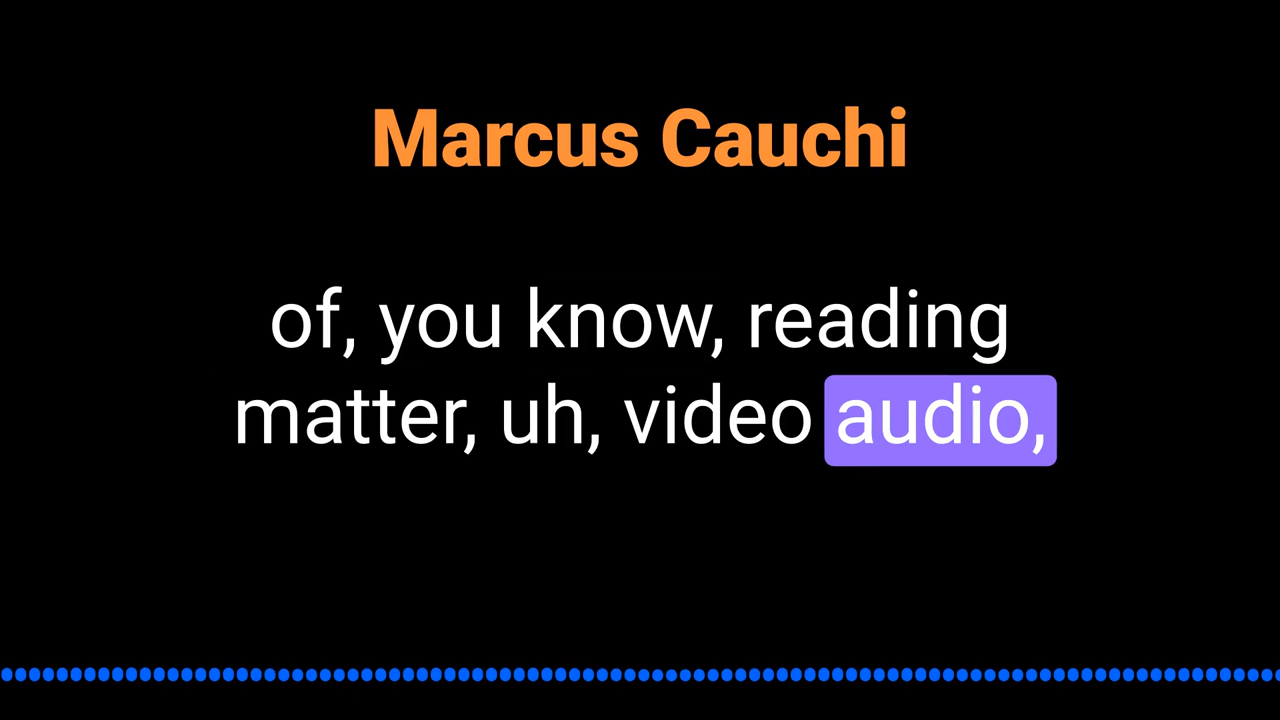 Marcus Cauchi
of, you know, reading
matter, uh, video audio,